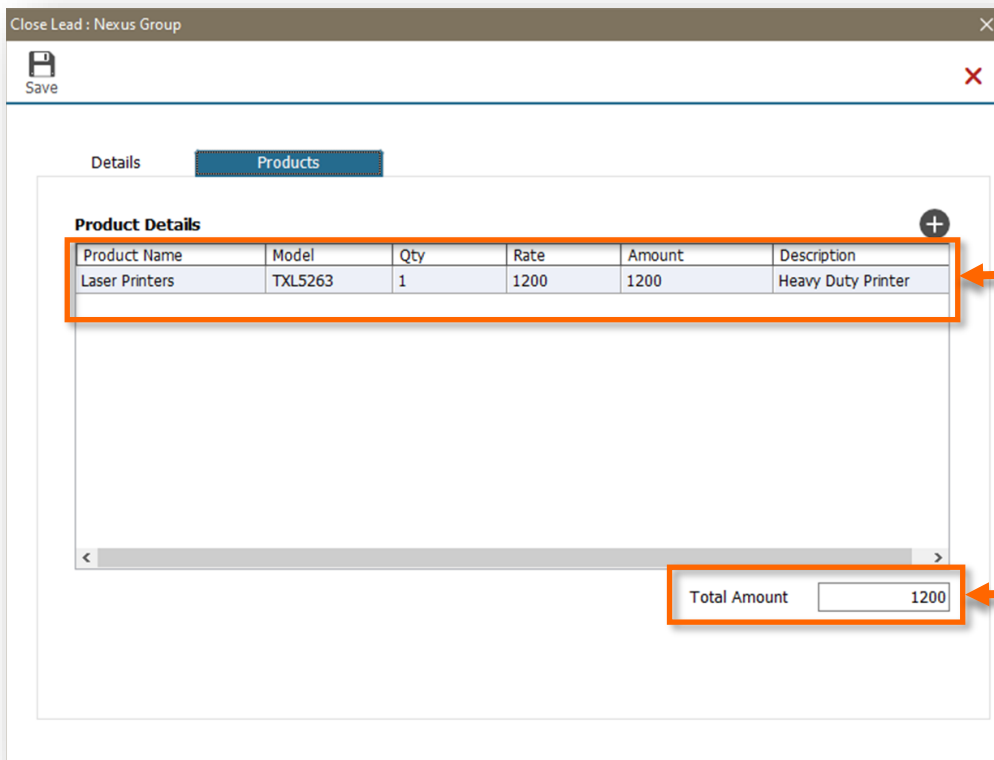 Close Lead : Nexus Group
Save
Details Products
Product Details
Product Name Model Qty Rate Amount Description
Laser Printers TXL5263 1 1200 1200 Heavy Duty Printer
Total Amount 1200